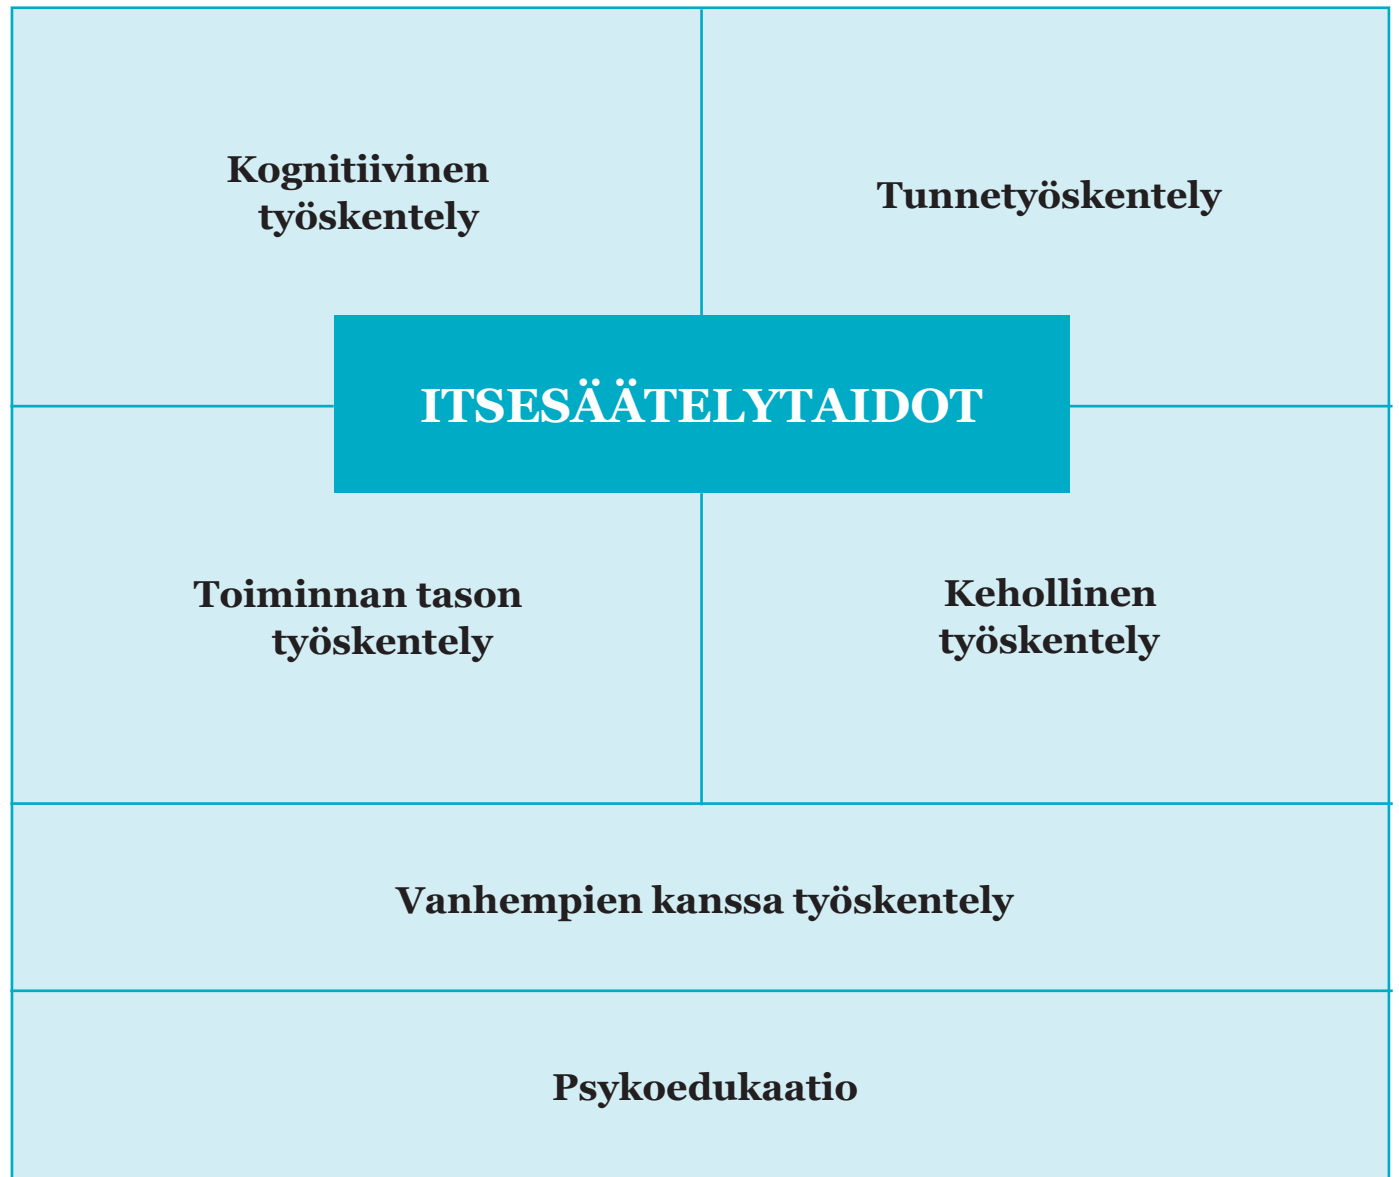 Kognitiivinen
työskentely
Tunnetyöskentely
ITSESÄÄTELYTAIDOT
Toiminnan tason
työskentely
Kehollinen
työskentely
Vanhempien kanssa työskentely
Psykoedukaatio